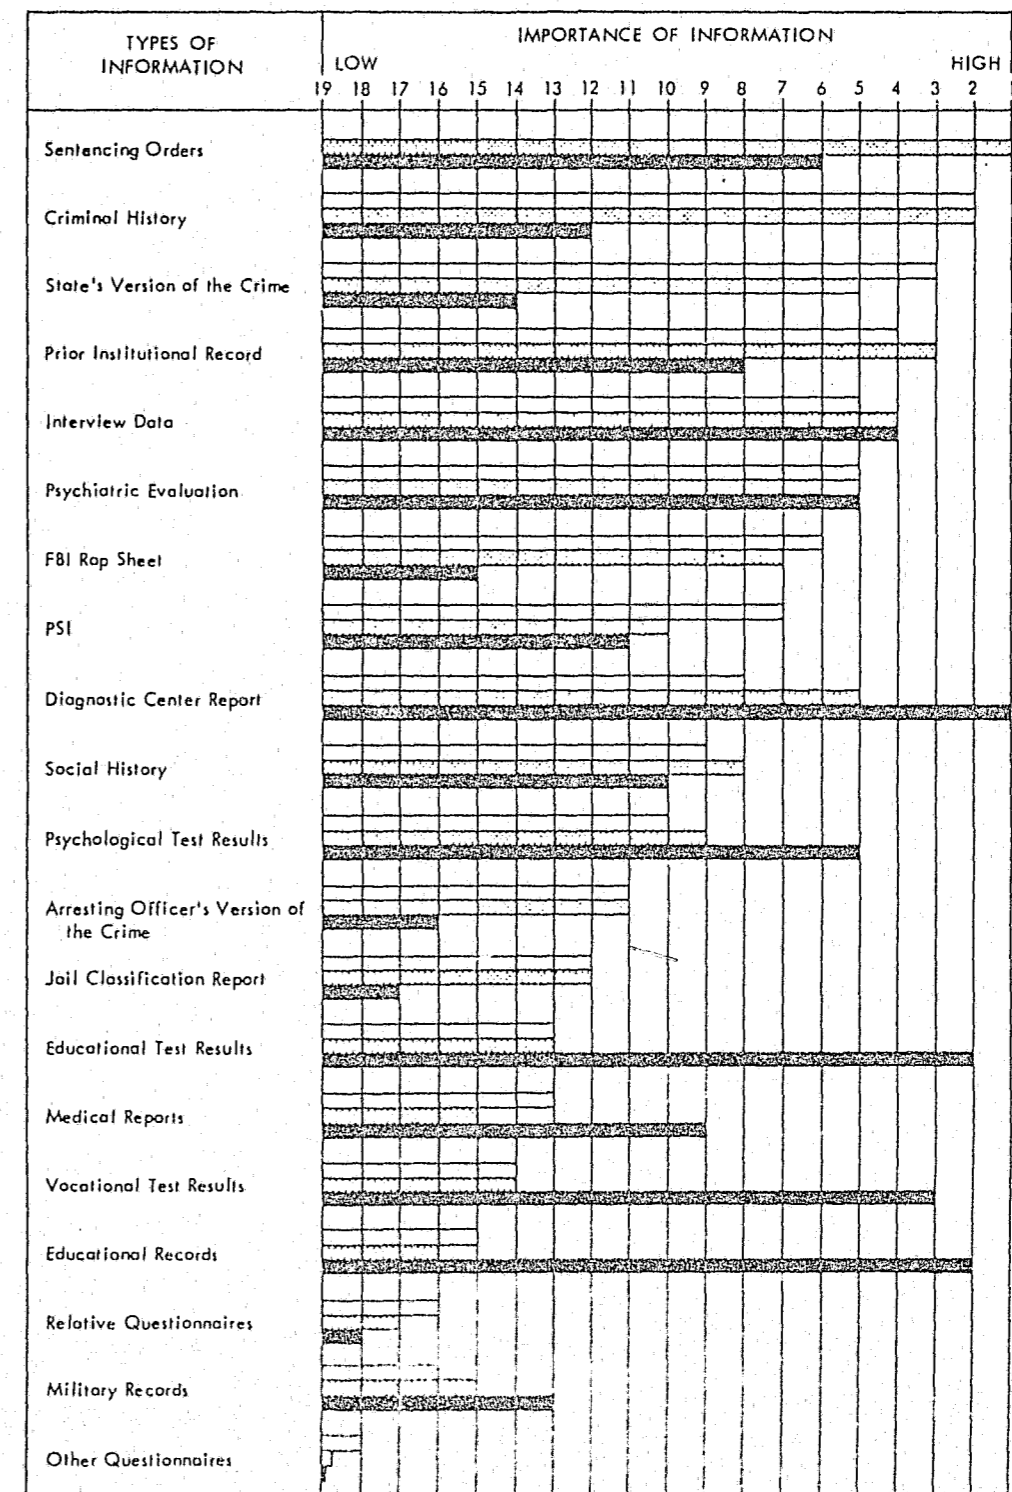 TYPES OF
INFORMATION
IMPORTANCE OF INFORMATION
LOW HIGH
19 18 17 16 15 14 13 12 11 10 9 8 7 6 5 4 3 2 1
Sentencing Orders
Criminal History
State's Version of the Crime
Prior Institutional Record
Interview Data
Psychiatric Evaluation
FBI Rap Sheet
PSI
Diagnostic Center Report
Social History
Psychological Test Results
Arresting Officer's Version of
the Crime
Jail Classification Report
Educational Test Results
Medical Reports
Vocational Test Results
Educational Records
Relative Questionnaires
Military Records
Other Questionnaires